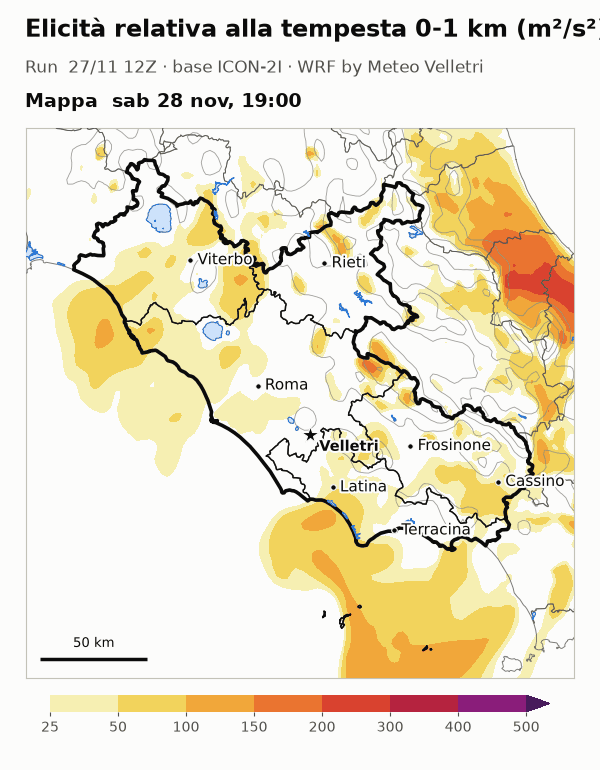 Elicità relativa alla tempesta 0-1 km (m²/s²)
Run  27/11 12Z · base ICON-2I · WRF by Meteo Velletri
Mappa  sab 28 nov, 19:00
Viterbo
Rieti
Roma
Velletri
Frosinone
Latina
Cassino
Terracina
50 km
25 50 100 150 200 300 400 500